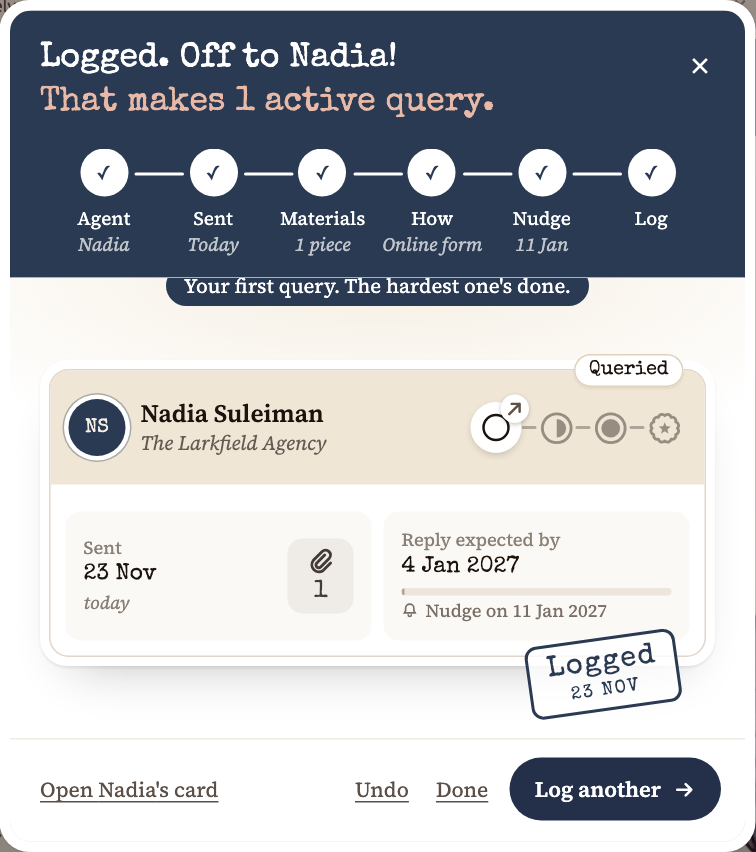 Logged. Off to Nadia!
That makes 1 active query.
Agent
Nadia
Sent
Today
Materials
1 piece
How
Online form
Nudge
11 Jan
Log
Your first query. The hardest one's done.
Queried
NS
Nadia Suleiman
The Larkfield Agency
Sent
23 Nov
today
1
Reply expected by
4 Jan 2027
Nudge on 11 Jan 2027
Logged
23 NOV
Open Nadia's card
Undo
Done
Log another